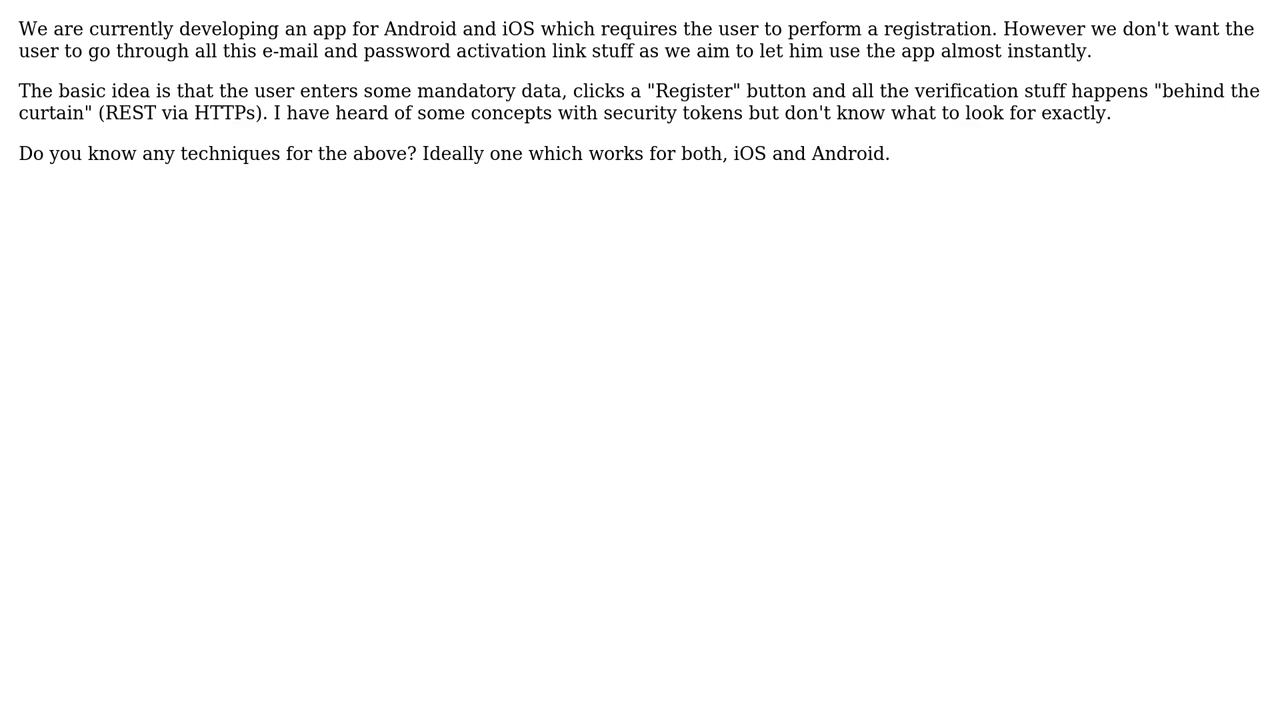 We are currently developing an app for Android and iOS which requires the user to perform a registration. However we don't want the
user to go through all this e-mail and password activation link stuff as we aim to let him use the app almost instantly.
The basic idea is that the user enters some mandatory data, clicks a "Register" button and all the verification stuff happens "behind the
curtain" (REST via HTTPs). I have heard of some concepts with security tokens but don't know what to look for exactly.
Do you know any techniques for the above? Ideally one which works for both, iOS and Android.